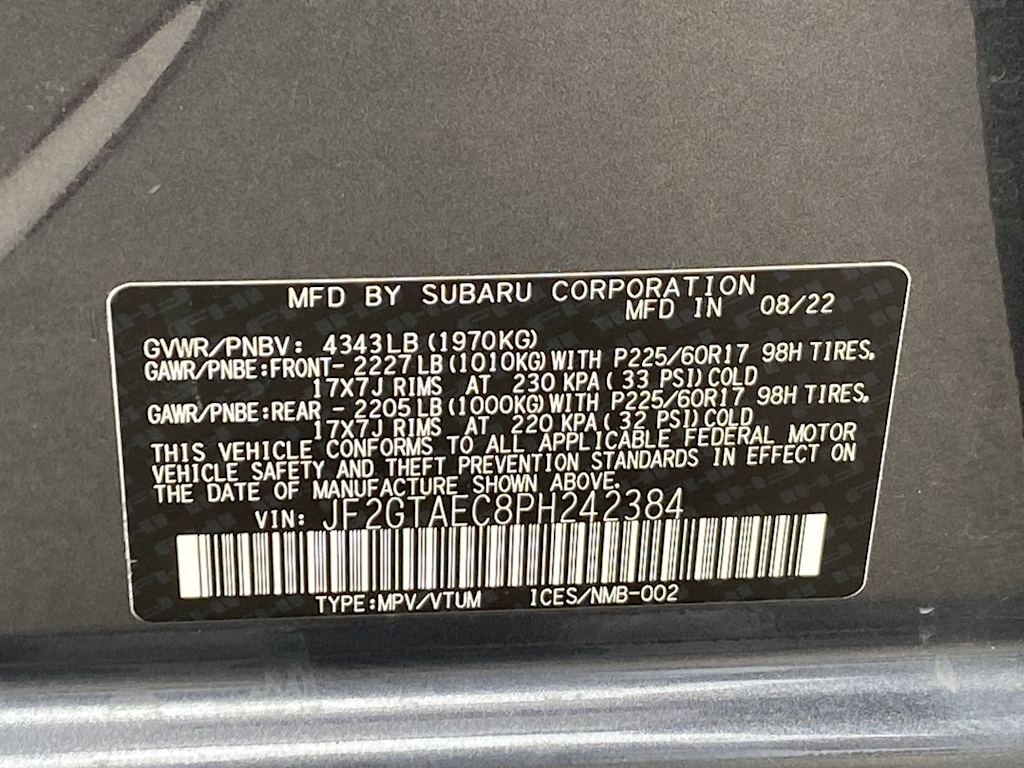 MFD BY SUBARU CORPORATION
MFD IN 08/22
GVWR/PNBV: 4343LB (1970KG)
GAWR/PNBE:FRONT- 2227LB (1010KG) WITH P225/60R17 98H TIRES.
17X7J RIMS AT 230 KPA( 33 PSI) COLD
GAWR/PNBE:REAR - 2205LB (1000KG) WITH P225/60R17 98H TIRES.
17X7J RIMS AT 220 KPA( 32 PSI) COLD
THIS VEHICLE CONFORMS TO ALL APPLICABLE FEDERAL MOTOR
VEHICLE SAFETY AND THEFT PREVENTION STANDARDS IN EFFECT ON
THE DATE OF MANUFACTURE SHOWN ABOVE.
VIN: JF2GTAEC8PH242384
TYPE:MPV/VTUM ICES/NMB-002